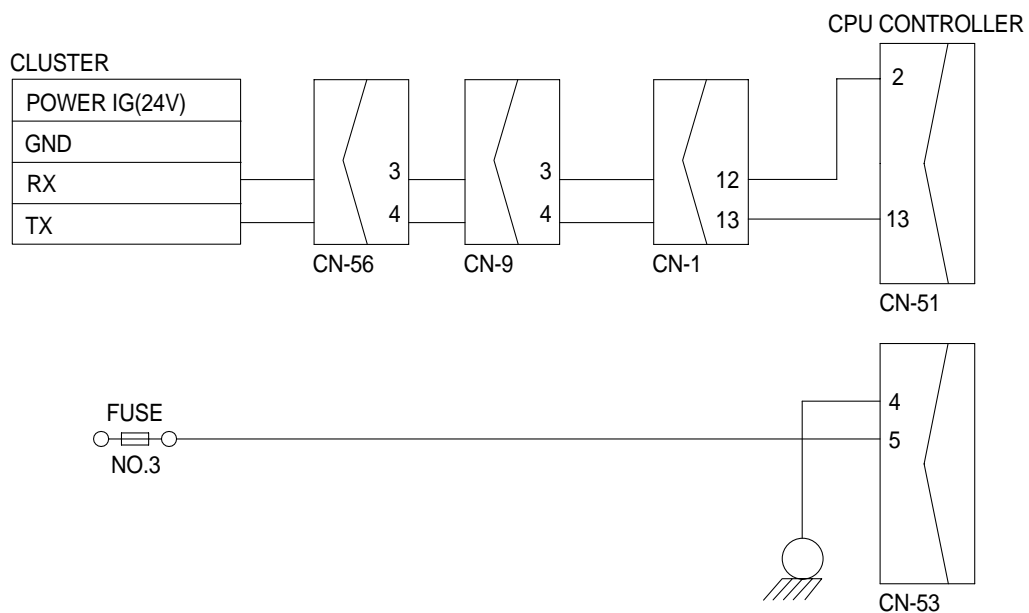 CPU CONTROLLER
CLUSTER
POWER IG(24V)
GND
RX
TX
3
4
CN-56
3
4
CN-9
12
13
CN-1
2
13
CN-51
FUSE
NO.3
4
5
CN-53